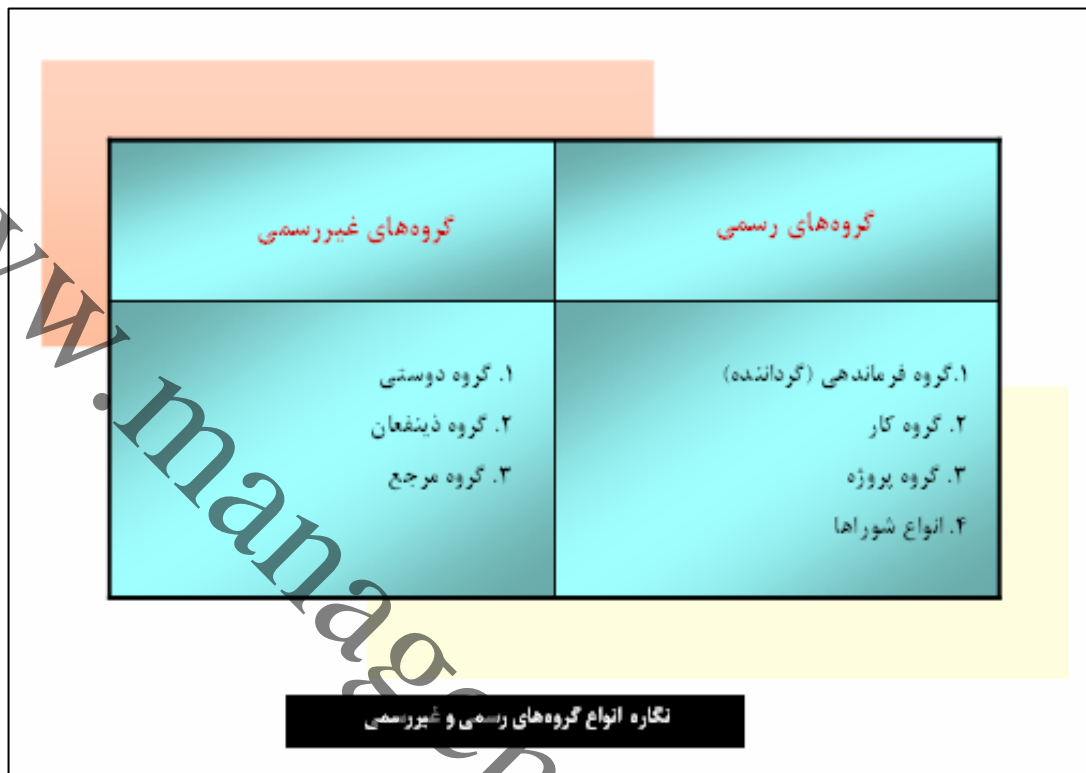 گروه‌های رسمی
گروه‌های غیررسمی
۱.گروه فرماندهی (گرداننده)
۲. گروه کار
۳. گروه پروژه
۴. انواع شوراها
۱. گروه دوستی
۲. گروه ذینفعان
۳. گروه مرجع
نگاره انواع گروه‌های رسمی و غیررسمی